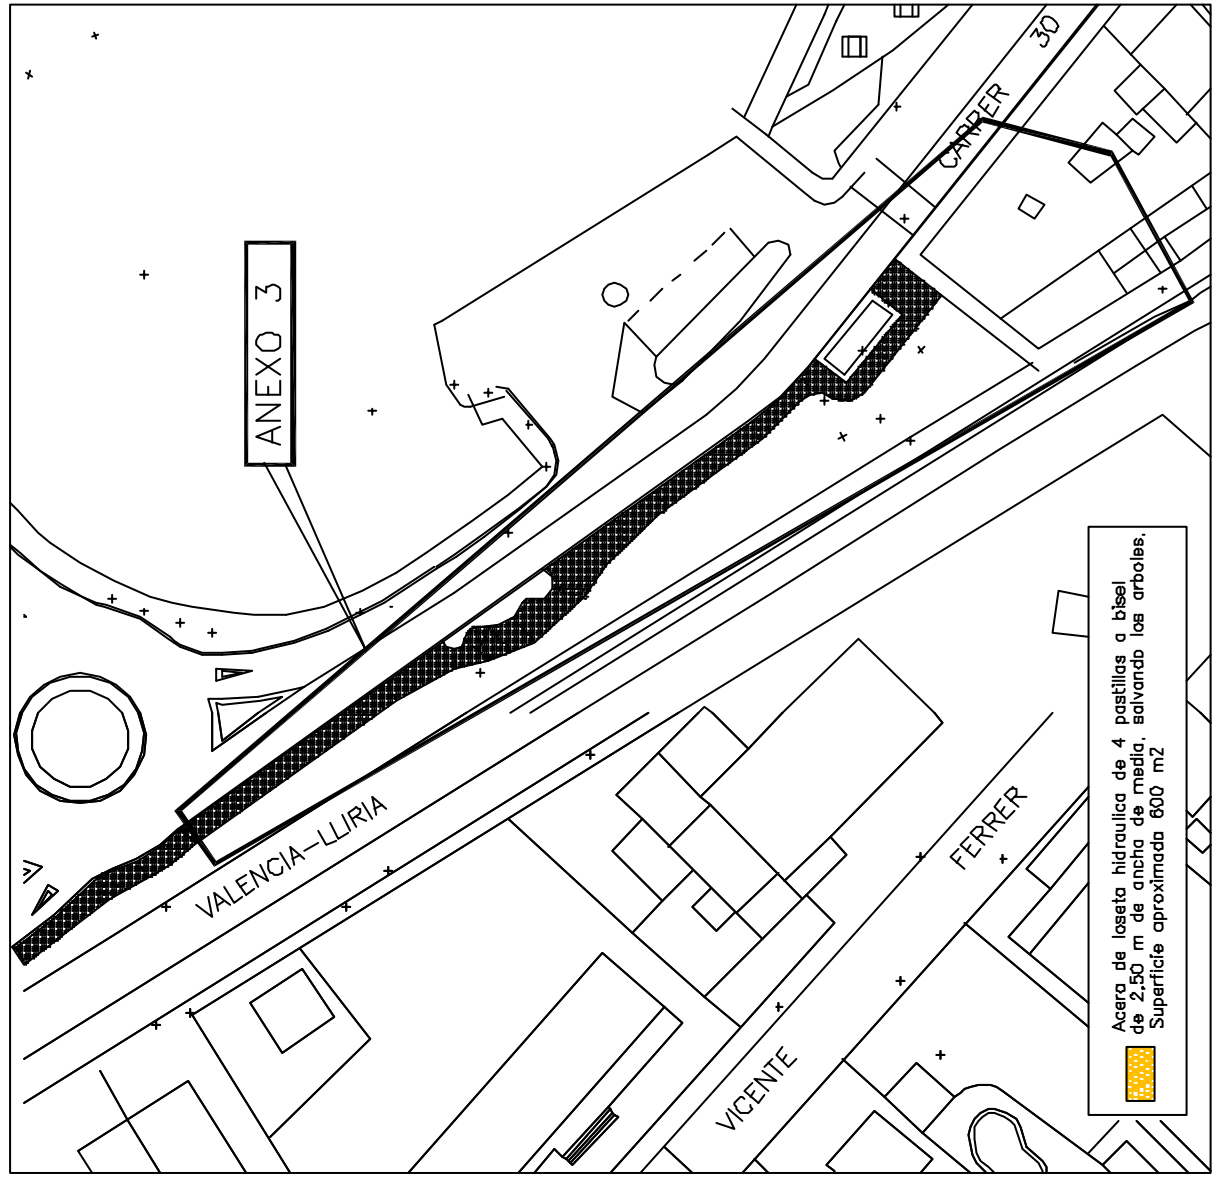 ANEXO 3
CARRER 30
VALENCIA-LLIRIA
VICENTE FERRER
Acera de loseta hidraulica de 4 pastillas a bisel
de 2,50 m de ancha de media, salvando los arboles,
Superficie aproximada 600 m2